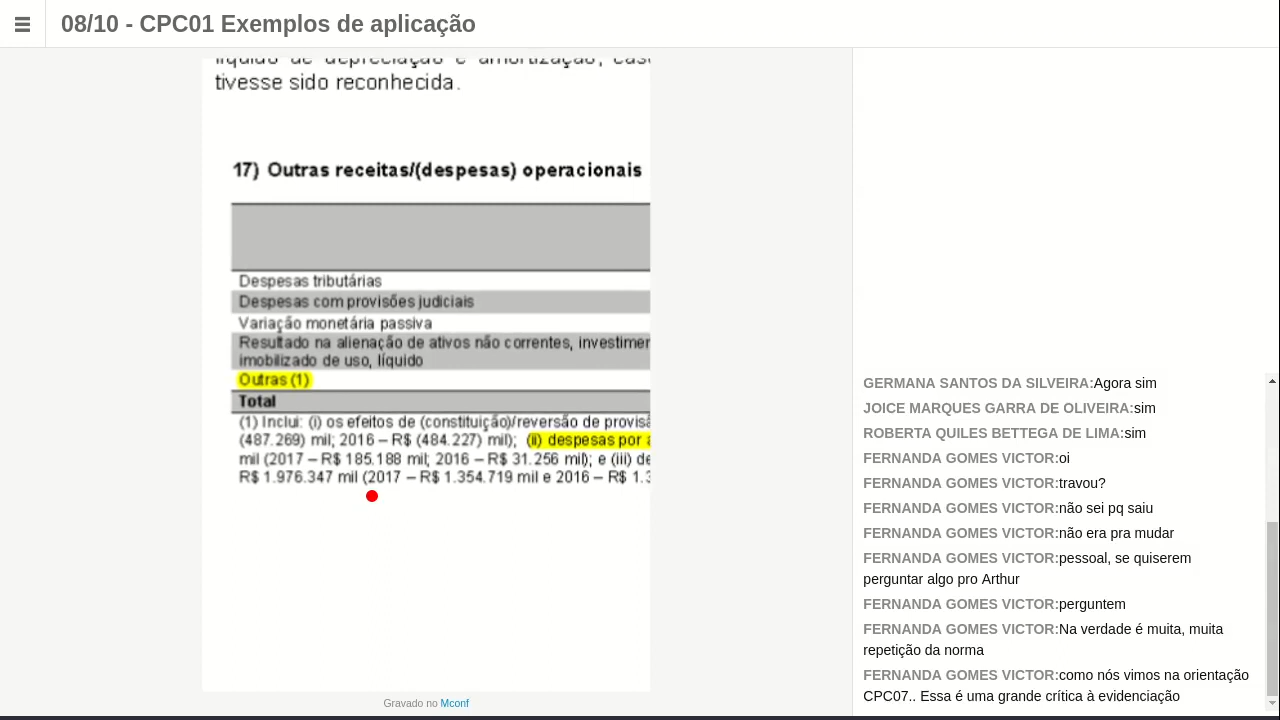 08/10 - CPC01 Exemplos de aplicação
líquido de depreciação e amortização,
tivesse sido reconhecida.
17) Outras receitas/(despesas) operacionais
Despesas tributárias
Despesas com provisões judiciais
Variação monetária passiva
Resultado na alienação de ativos não correntes,
imobilizado de uso, líquido
Outras (1)
Total
(1) Inclui: (i) os efeitos de (constituição)/reversão de
(487.269) mil; 2016 – R$ (484.227) mil); (ii) despesas por
mil (2017 – R$ 185.188 mil; 2016 – R$ 31.256 mil); e (iii)
R$ 1.976.347 mil (2017 – R$ 1.354.719 mil e 2016 – R$
Gravado no Mconf
GERMANA SANTOS DA SILVEIRA:Agora sim
JOICE MARQUES GARRA DE OLIVEIRA:sim
ROBERTA QUILES BETTEGA DE LIMA:sim
FERNANDA GOMES VICTOR:oi
FERNANDA GOMES VICTOR:travou?
FERNANDA GOMES VICTOR:não sei pq saiu
FERNANDA GOMES VICTOR:não era pra mudar
FERNANDA GOMES VICTOR:pessoal, se quiserem
perguntar algo pro Arthur
FERNANDA GOMES VICTOR:perguntem
FERNANDA GOMES VICTOR:Na verdade é muita, muita
repetição da norma
FERNANDA GOMES VICTOR:como nós vimos na orientação
CPC07.. Essa é uma grande crítica à evidenciação